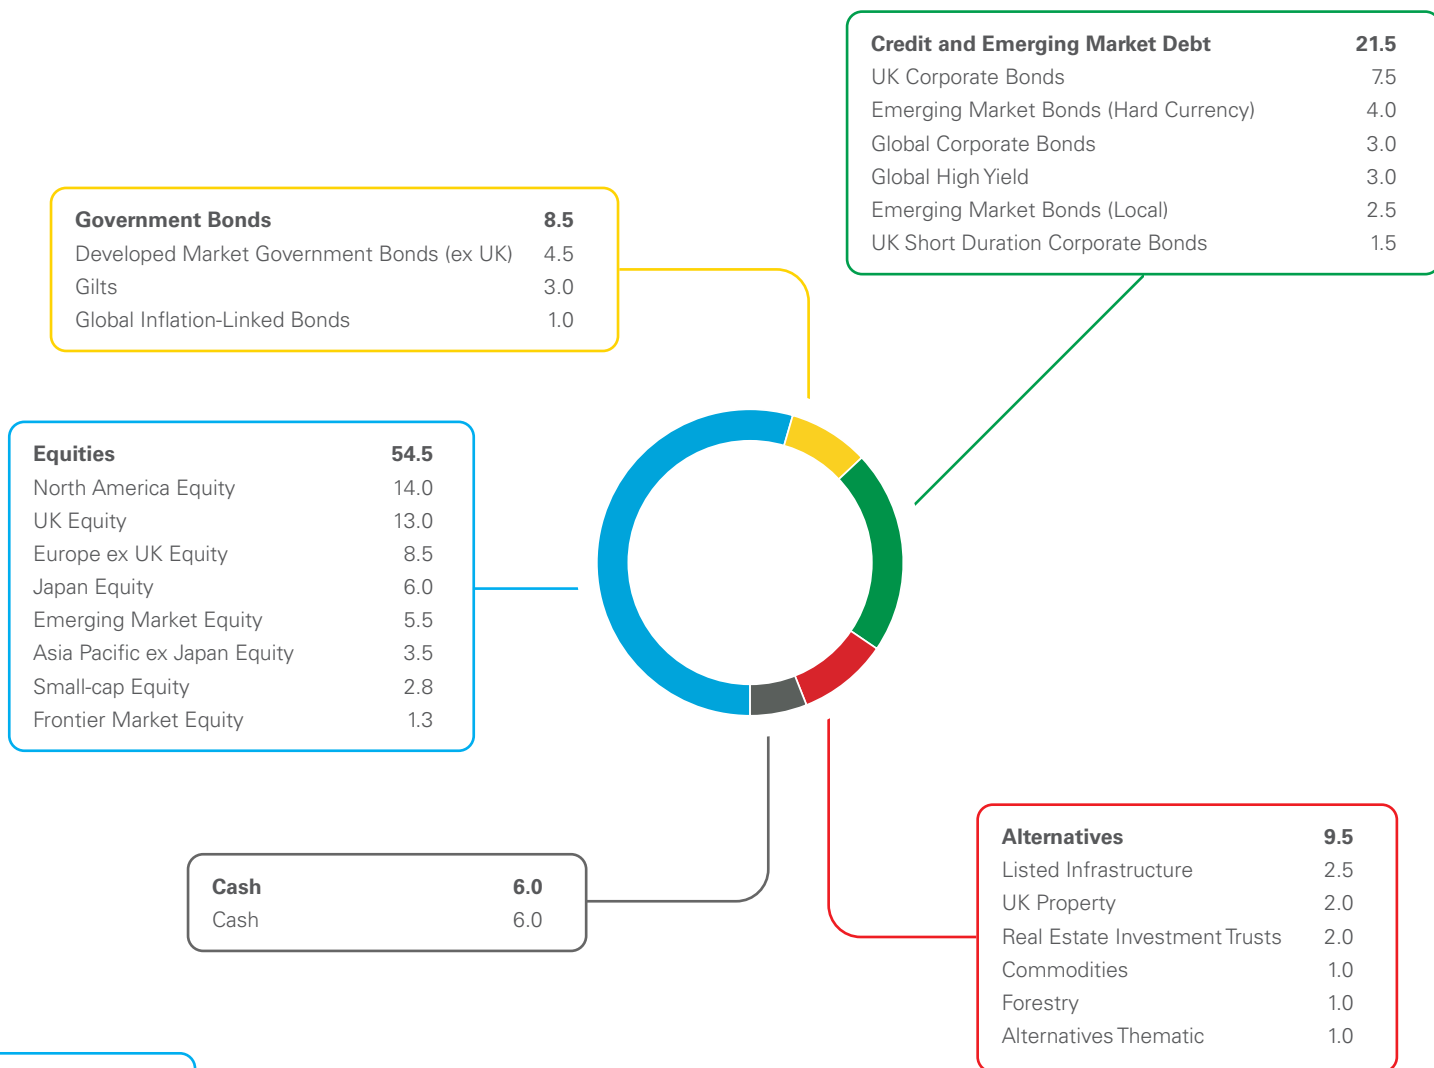 Credit and Emerging Market Debt 21.5
UK Corporate Bonds 7.5
Emerging Market Bonds (Hard Currency) 4.0
Global Corporate Bonds 3.0
Global High Yield 3.0
Emerging Market Bonds (Local) 2.5
UK Short Duration Corporate Bonds 1.5
Government Bonds 8.5
Developed Market Government Bonds (ex UK) 4.5
Gilts 3.0
Global Inflation-Linked Bonds 1.0
Equities 54.5
North America Equity 14.0
UK Equity 13.0
Europe ex UK Equity 8.5
Japan Equity 6.0
Emerging Market Equity 5.5
Asia Pacific ex Japan Equity 3.5
Small-cap Equity 2.8
Frontier Market Equity 1.3
Cash 6.0
Cash 6.0
Alternatives 9.5
Listed Infrastructure 2.5
UK Property 2.0
Real Estate Investment Trusts 2.0
Commodities 1.0
Forestry 1.0
Alternatives Thematic 1.0